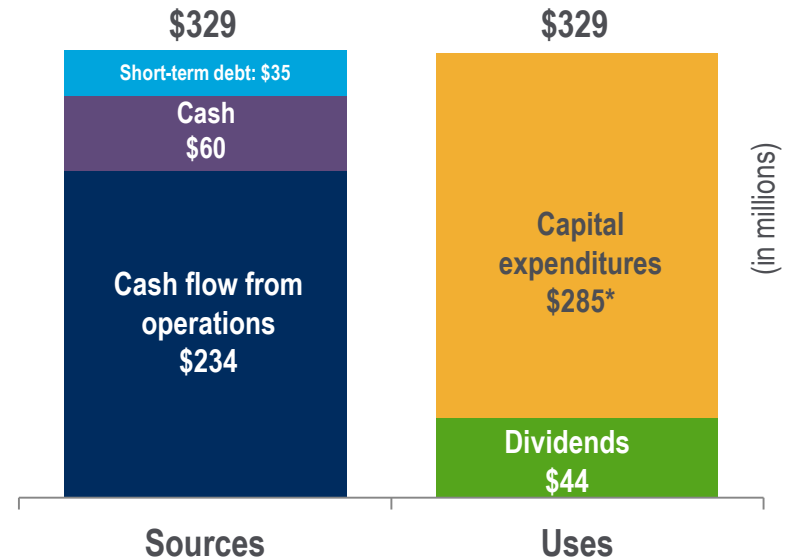 $329
$329
Short-term debt: $35
Cash
$60
Cash flow from
operations
$234
Capital
expenditures
$285*
Dividends
$44
(in millions)
Sources
Uses